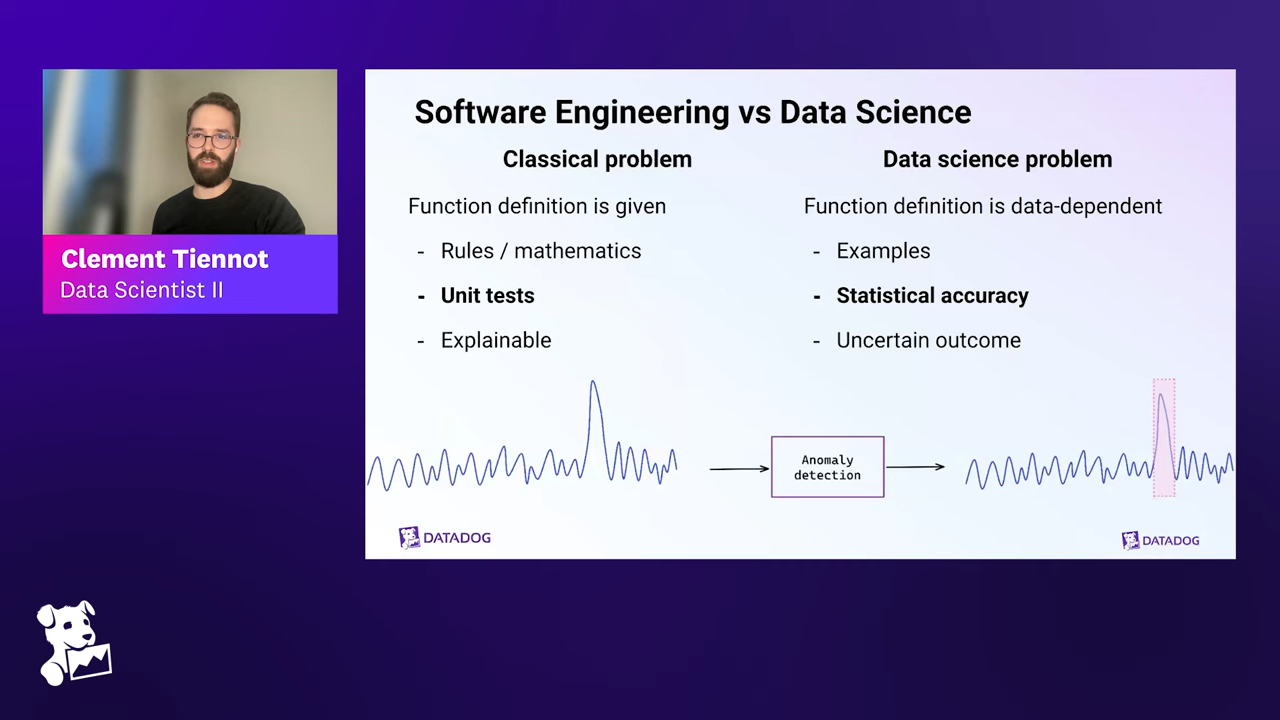 Clement Tiennot
Data Scientist II
Software Engineering vs Data Science
Classical problem
Function definition is given
- Rules / mathematics
- Unit tests
- Explainable
Data science problem
Function definition is data-dependent
- Examples
- Statistical accuracy
- Uncertain outcome
Anomaly
detection
DATADOG
DATADOG